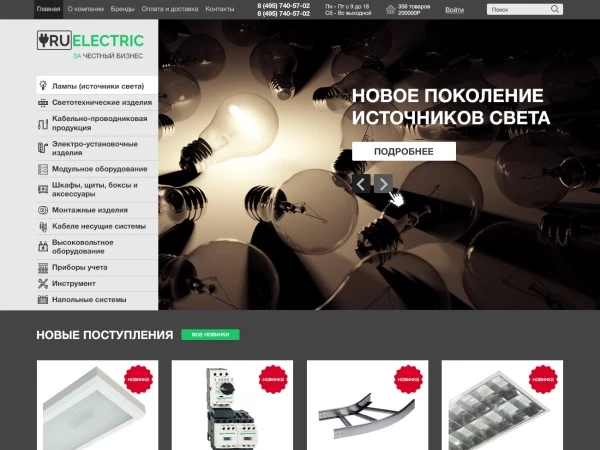 Главная О компании Бренды Оплата и доставка Контакты
8 (495) 740-57-02
8 (495) 740-57-02
Пн - Пт с 9 до 18
Сб - Вс выходной
356 товаров
200000Р
Войти
Поиск
RUELECTRIC
ЗА ЧЕСТНЫЙ БИЗНЕС
Лампы (источники света)
Светотехнические изделия
Кабельно-проводниковая
продукция
Электро-установочные
изделия
Модульное оборудование
Шкафы, щиты, боксы и
аксессуары
Монтажные изделия
Кабеле несущие системы
Высоковольтное
оборудование
Приборы учета
Инструмент
Напольные системы
НОВОЕ ПОКОЛЕНИЕ
ИСТОЧНИКОВ СВЕТА
ПОДРОБНЕЕ
НОВЫЕ ПОСТУПЛЕНИЯ
ВСЕ НОВИНКИ
НОВИНКА
НОВИНКА
НОВИНКА
НОВИНКА